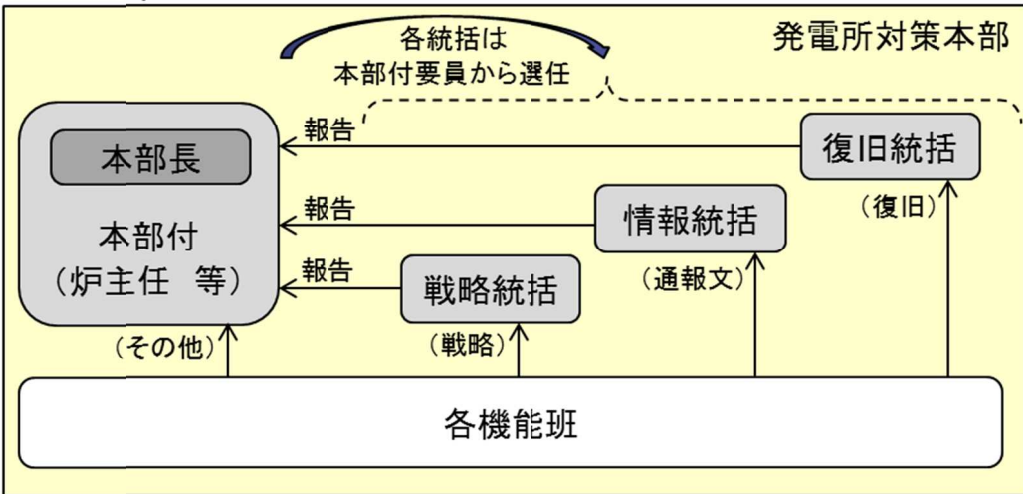 発電所対策本部
各統括は
本部付要員から選任
報告
復旧統括
本部長
(復旧)
報告
情報統括
本部付
(炉主任 等)
(通報文)
報告
戦略統括
(その他)
(戦略)
各機能班